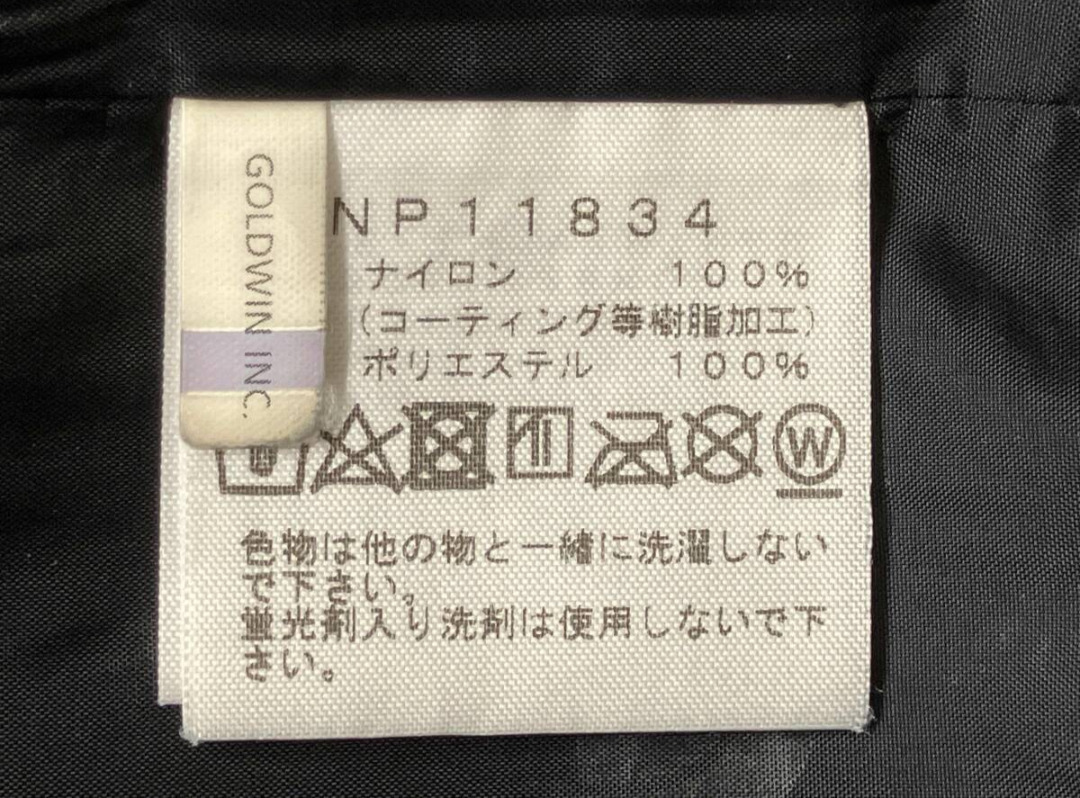 GOLDWIN INC.
NP11834
ナイロン 100%
(コーティング等樹脂加工)
ポリエステル 100%
W
色物は他の物と一緒に洗濯しない
で下さい。
蛍光剤入り洗剤は使用しないで下
さい。